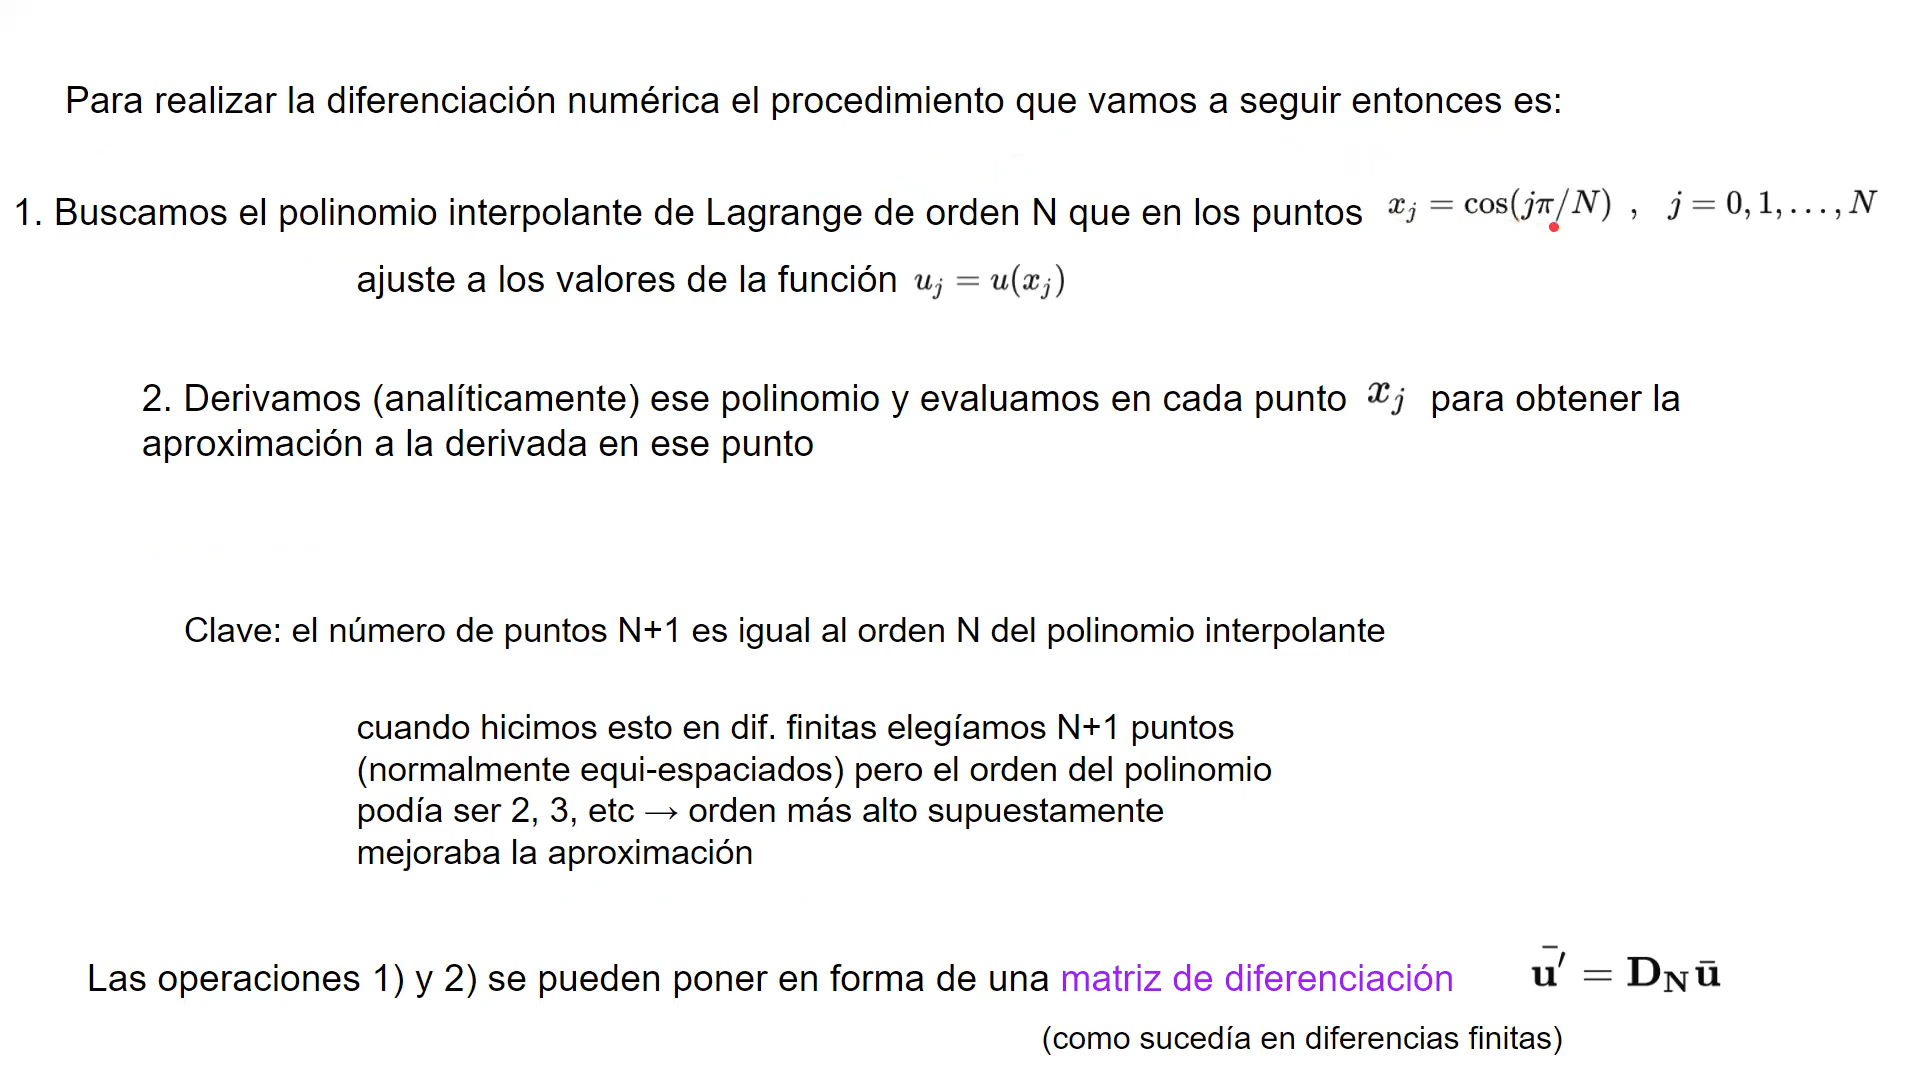 Para realizar la diferenciación numérica el procedimiento que vamos a seguir entonces es:
1. Buscamos el polinomio interpolante de Lagrange de orden N que en los puntos x_j = cos(jπ/N) , j = 0, 1, . . . , N
ajuste a los valores de la función u_j = u(x_j)
2. Derivamos (analíticamente) ese polinomio y evaluamos en cada punto x_j para obtener la
aproximación a la derivada en ese punto
Clave: el número de puntos N+1 es igual al orden N del polinomio interpolante
cuando hicimos esto en dif. finitas elegíamos N+1 puntos
(normalmente equi-espaciados) pero el orden del polinomio
podía ser 2, 3, etc → orden más alto supuestamente
mejoraba la aproximación
Las operaciones 1) y 2) se pueden poner en forma de una matriz de diferenciación ū′ = D_N ū
(como sucedía en diferencias finitas)